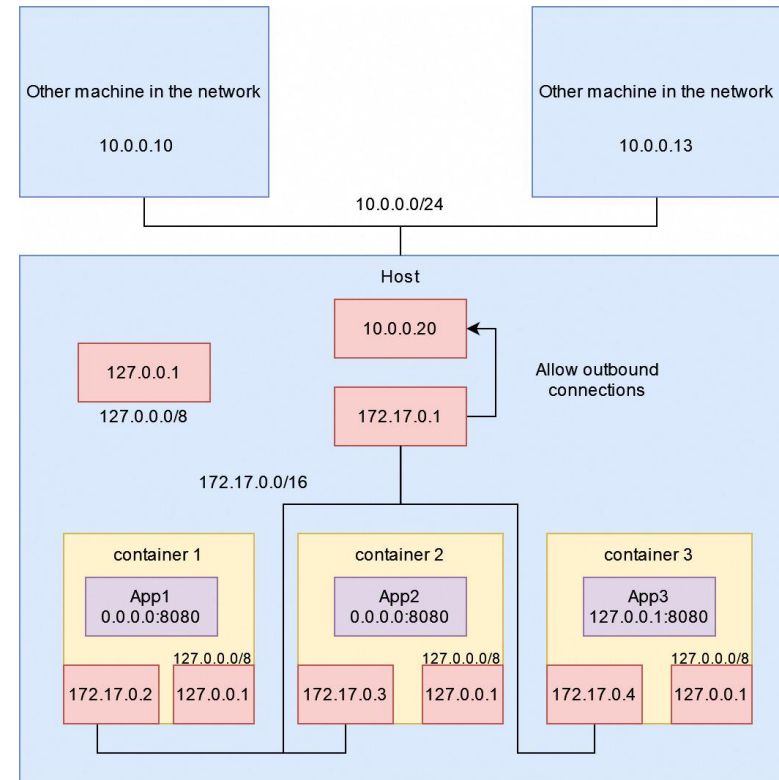 Other machine in the network
10.0.0.10
Other machine in the network
10.0.0.13
10.0.0.0/24
Host
10.0.0.20
127.0.0.1
127.0.0.0/8
172.17.0.1
Allow outbound
connections
172.17.0.0/16
container 1
App1
0.0.0.0:8080
127.0.0.0/8
172.17.0.2
127.0.0.1
container 2
App2
0.0.0.0:8080
127.0.0.0/8
172.17.0.3
127.0.0.1
container 3
App3
127.0.0.1:8080
127.0.0.0/8
172.17.0.4
127.0.0.1